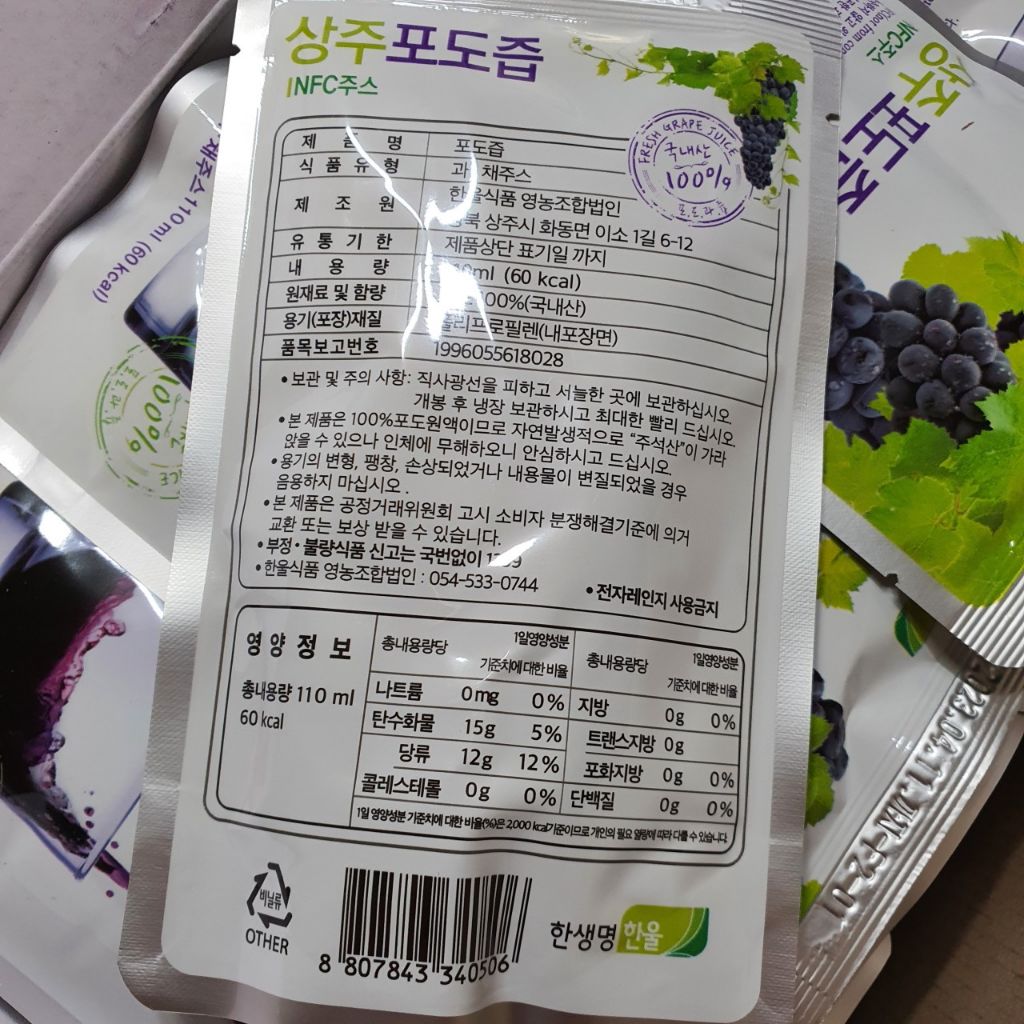 상주포도즙
NFC주스
FRESH GRAPE JUICE
국내산
100%
제 품 명 포도즙
식 품 유 형 과 채주스
제 조 원 한울식품 영농조합법인
상주시 화동면 이소 1길 6-12
유 통 기 한 제품상단 표기일 까지
내 용 량 (60 kcal)
원재료 및 함량 (국내산)
용기(포장)재질 폴리프로필렌(내포장면)
품목보고번호 1996055618028
• 보관 및 주의 사항: 직사광선을 피하고 서늘한 곳에 보관하십시오.
개봉 후 냉장 보관하시고 최대한 빨리 드십시오
• 본 제품은 100%포도원액이므로 자연발생적으로 "주석산"이 가라
앉을 수 있으나 인체에 무해하오니 안심하시고 드십시오.
• 용기의 변형, 팽창, 손상되었거나 내용물이 변질되었을 경우
음용하지 마십시오.
• 본 제품은 공정거래위원회 고시 소비자 분쟁해결기준에 의거
교환 또는 보상 받을 수 있습니다.
• 부정 • 불량식품 신고는 국번없이
• 한울식품 영농조합법인 : 054-533-0744
• 전자레인지 사용금지
영 양 정 보
총내용량 110 ml
60 kcal
총내용량당 1일영양성분 기준치에 대한 비율 총내용량당 1일영양성분 기준치에 대한 비율
나트륨 0mg 0% 지방 0g 0%
탄수화물 15g 5% 트랜스지방 0g
당류 12g 12% 포화지방 0g 0%
콜레스테롤 0g 0% 단백질 0g 0%
1일 영양성분 기준치에 대한 비율(%)은 2,000 kcal기준이므로 개인의 필요 열량에 따라 다를 수 있습니다.
비닐류
OTHER
8 807843 340506
한생명 한울
채주스 110 ml (60 kcal)
100%
NFC주스
상주
포도즙
2023.04.11.